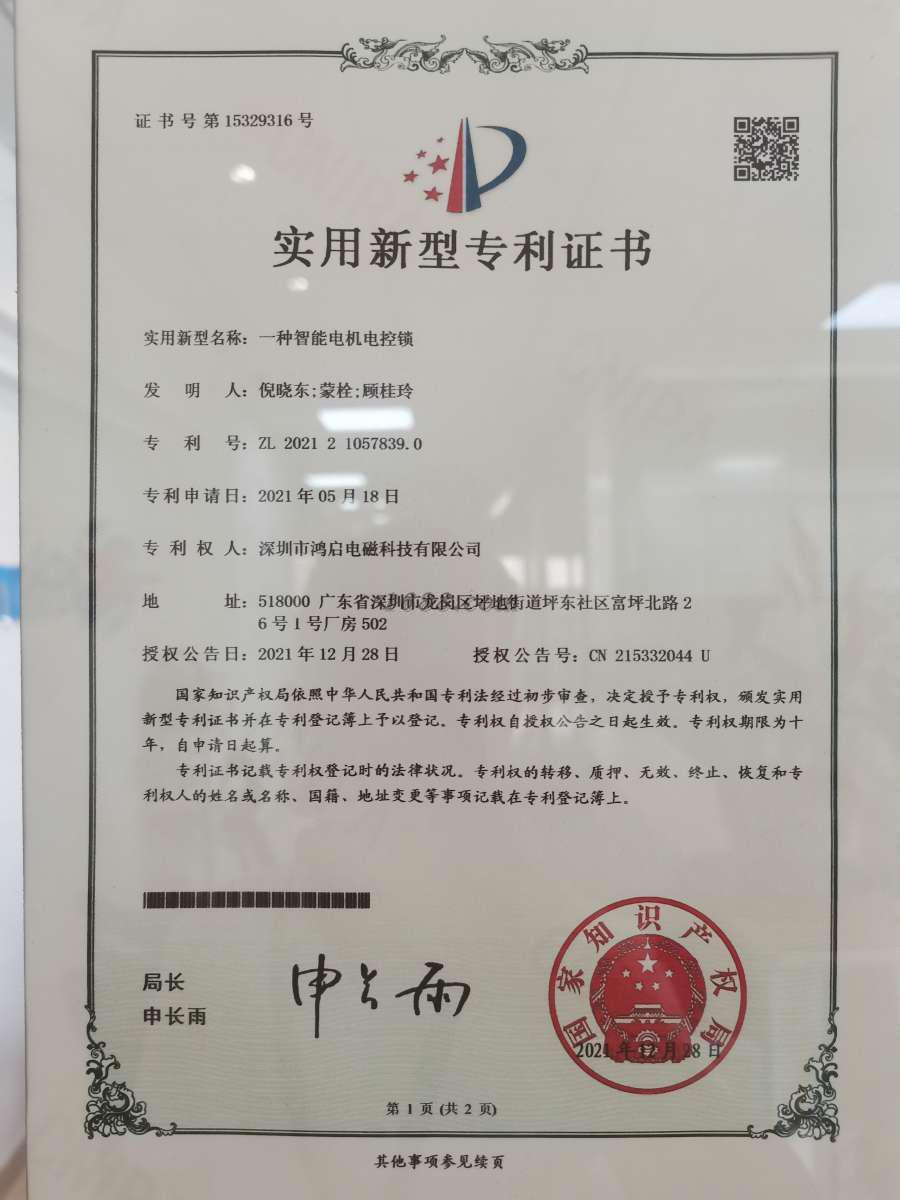 证书号第15329316号
实用新型专利证书
实用新型名称：一种智能电机电控锁
发明人：倪晓东;蒙栓;顾桂玲
专利号：ZL 2021 2 1057839.0
专利申请日：2021年05月18日
专利权人：深圳市鸿启电磁科技有限公司
地址：518000 广东省深圳市龙岗区坪地街道坪东社区富坪北路2
6号1号厂房502
授权公告日：2021年12月28日 授权公告号：CN 215332044 U
国家知识产权局依照中华人民共和国专利法经过初步审查，决定授予专利权，颁发实用
新型专利证书并在专利登记簿上予以登记。专利权自授权公告之日起生效。专利权期限为十
年，自申请日起算。
专利证书记载专利权登记时的法律状况。专利权的转移、质押、无效、终止、恢复和专
利权人的姓名或名称、国籍、地址变更等事项记载在专利登记簿上。
局长
申长雨
申长雨
国家知识产权局
2021年12月28日
第1页(共2页)
其他事项参见续页